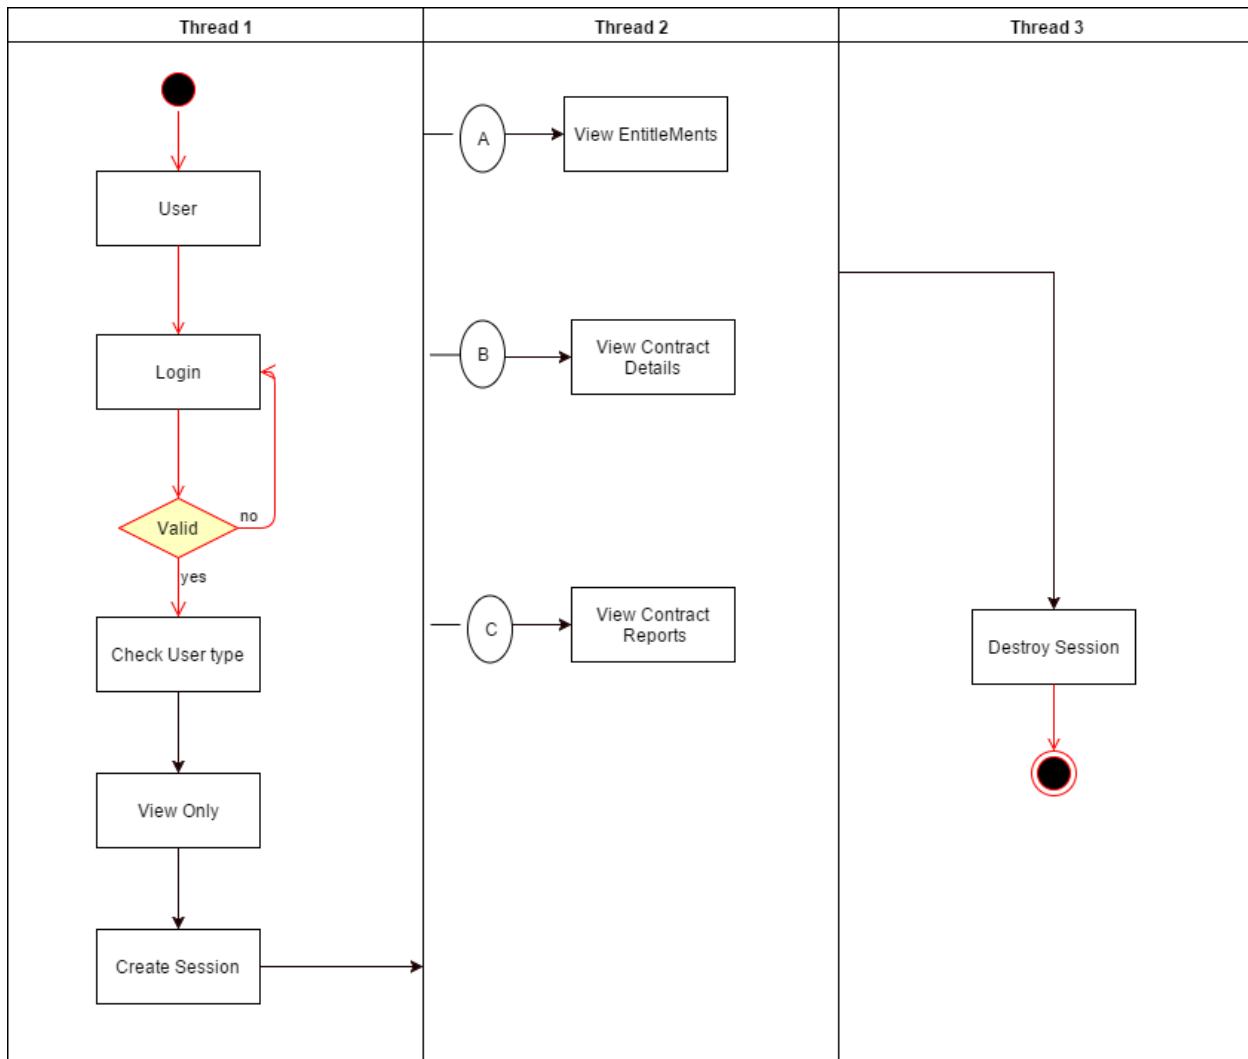 Thread 1
Thread 2
Thread 3
User
Login
Valid
no
yes
Check User type
View Only
Create Session
A
View EntitleMents
B
View Contract
Details
C
View Contract
Reports
Destroy Session